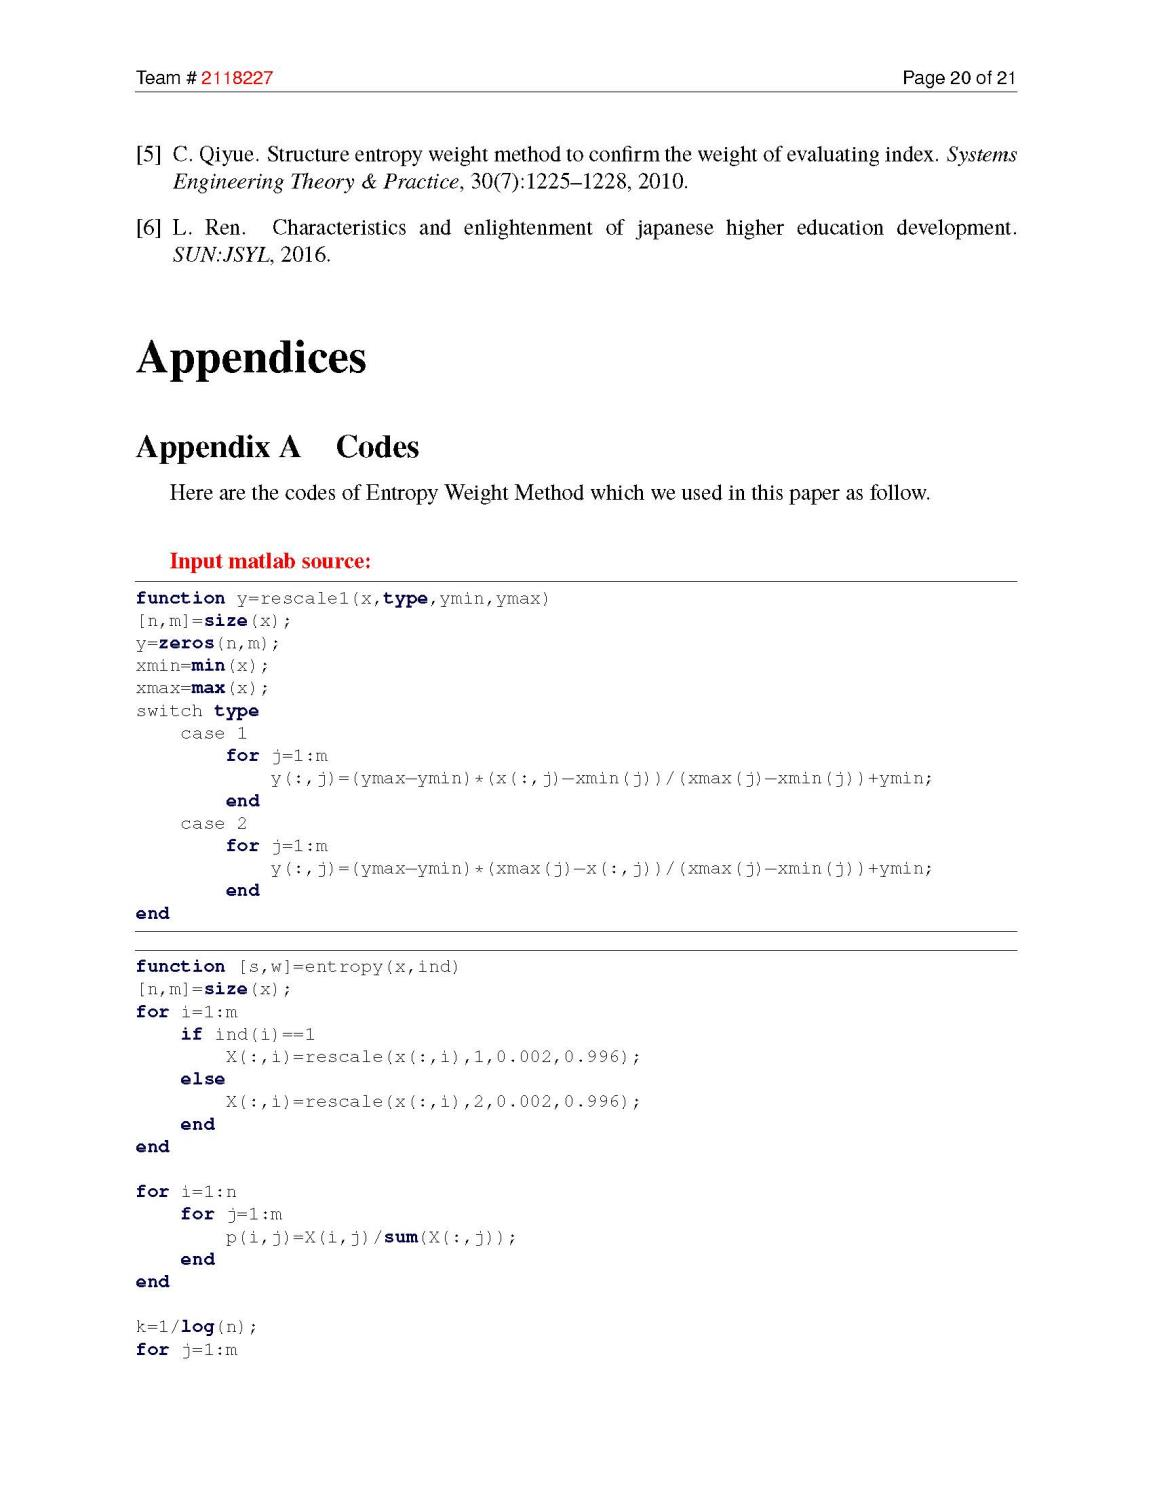 Team # 2118227 Page 20 of 21
[5] C. Qiyue. Structure entropy weight method to confirm the weight of evaluating index. Systems
Engineering Theory & Practice, 30(7):1225–1228, 2010.
[6] L. Ren. Characteristics and enlightenment of japanese higher education development.
SUN:JSYL, 2016.
Appendices
Appendix A Codes
Here are the codes of Entropy Weight Method which we used in this paper as follow.
Input matlab source:
function y=rescale1(x,type,ymin,ymax)
[n,m]=size(x);
y=zeros(n,m);
xmin=min(x);
xmax=max(x);
switch type
    case 1
        for j=1:m
            y(:,j)=(ymax−ymin)*(x(:,j)−xmin(j))/(xmax(j)−xmin(j))+ymin;
        end
    case 2
        for j=1:m
            y(:,j)=(ymax−ymin)*(xmax(j)−x(:,j))/(xmax(j)−xmin(j))+ymin;
        end
end
function [s,w]=entropy(x,ind)
[n,m]=size(x);
for i=1:m
    if ind(i)==1
        X(:,i)=rescale(x(:,i),1,0.002,0.996);
    else
        X(:,i)=rescale(x(:,i),2,0.002,0.996);
    end
end
for i=1:n
    for j=1:m
        p(i,j)=X(i,j)/sum(X(:,j));
    end
end
k=1/log(n);
for j=1:m